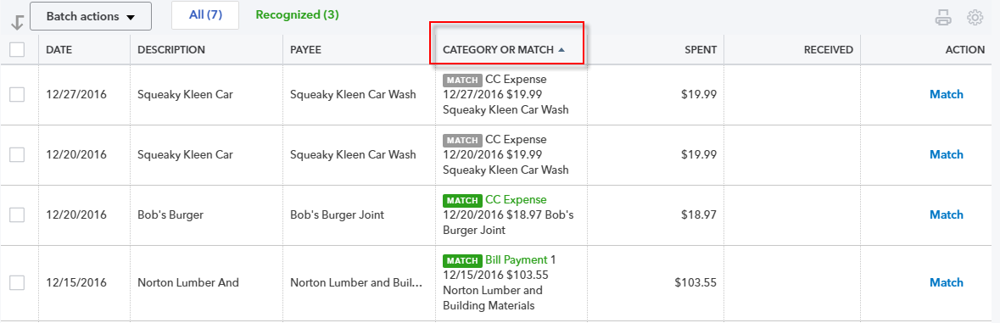 Batch actions All (7) Recognized (3)
DATE DESCRIPTION PAYEE CATEGORY OR MATCH SPENT RECEIVED ACTION
MATCH CC Expense
12/27/2016 Squeaky Kleen Car Squeaky Kleen Car Wash 12/27/2016 $19.99 $19.99 Match
Squeaky Kleen Car Wash
MATCH CC Expense
12/20/2016 Squeaky Kleen Car Squeaky Kleen Car Wash 12/20/2016 $19.99 $19.99 Match
Squeaky Kleen Car Wash
MATCH CC Expense
12/20/2016 Bob's Burger Bob's Burger Joint 12/20/2016 $18.97 Bob's $18.97 Match
Burger Joint
MATCH Bill Payment 1
12/15/2016 $103.55
12/15/2016 Norton Lumber And Norton Lumber and Buil... Norton Lumber and $103.55 Match
Building Materials